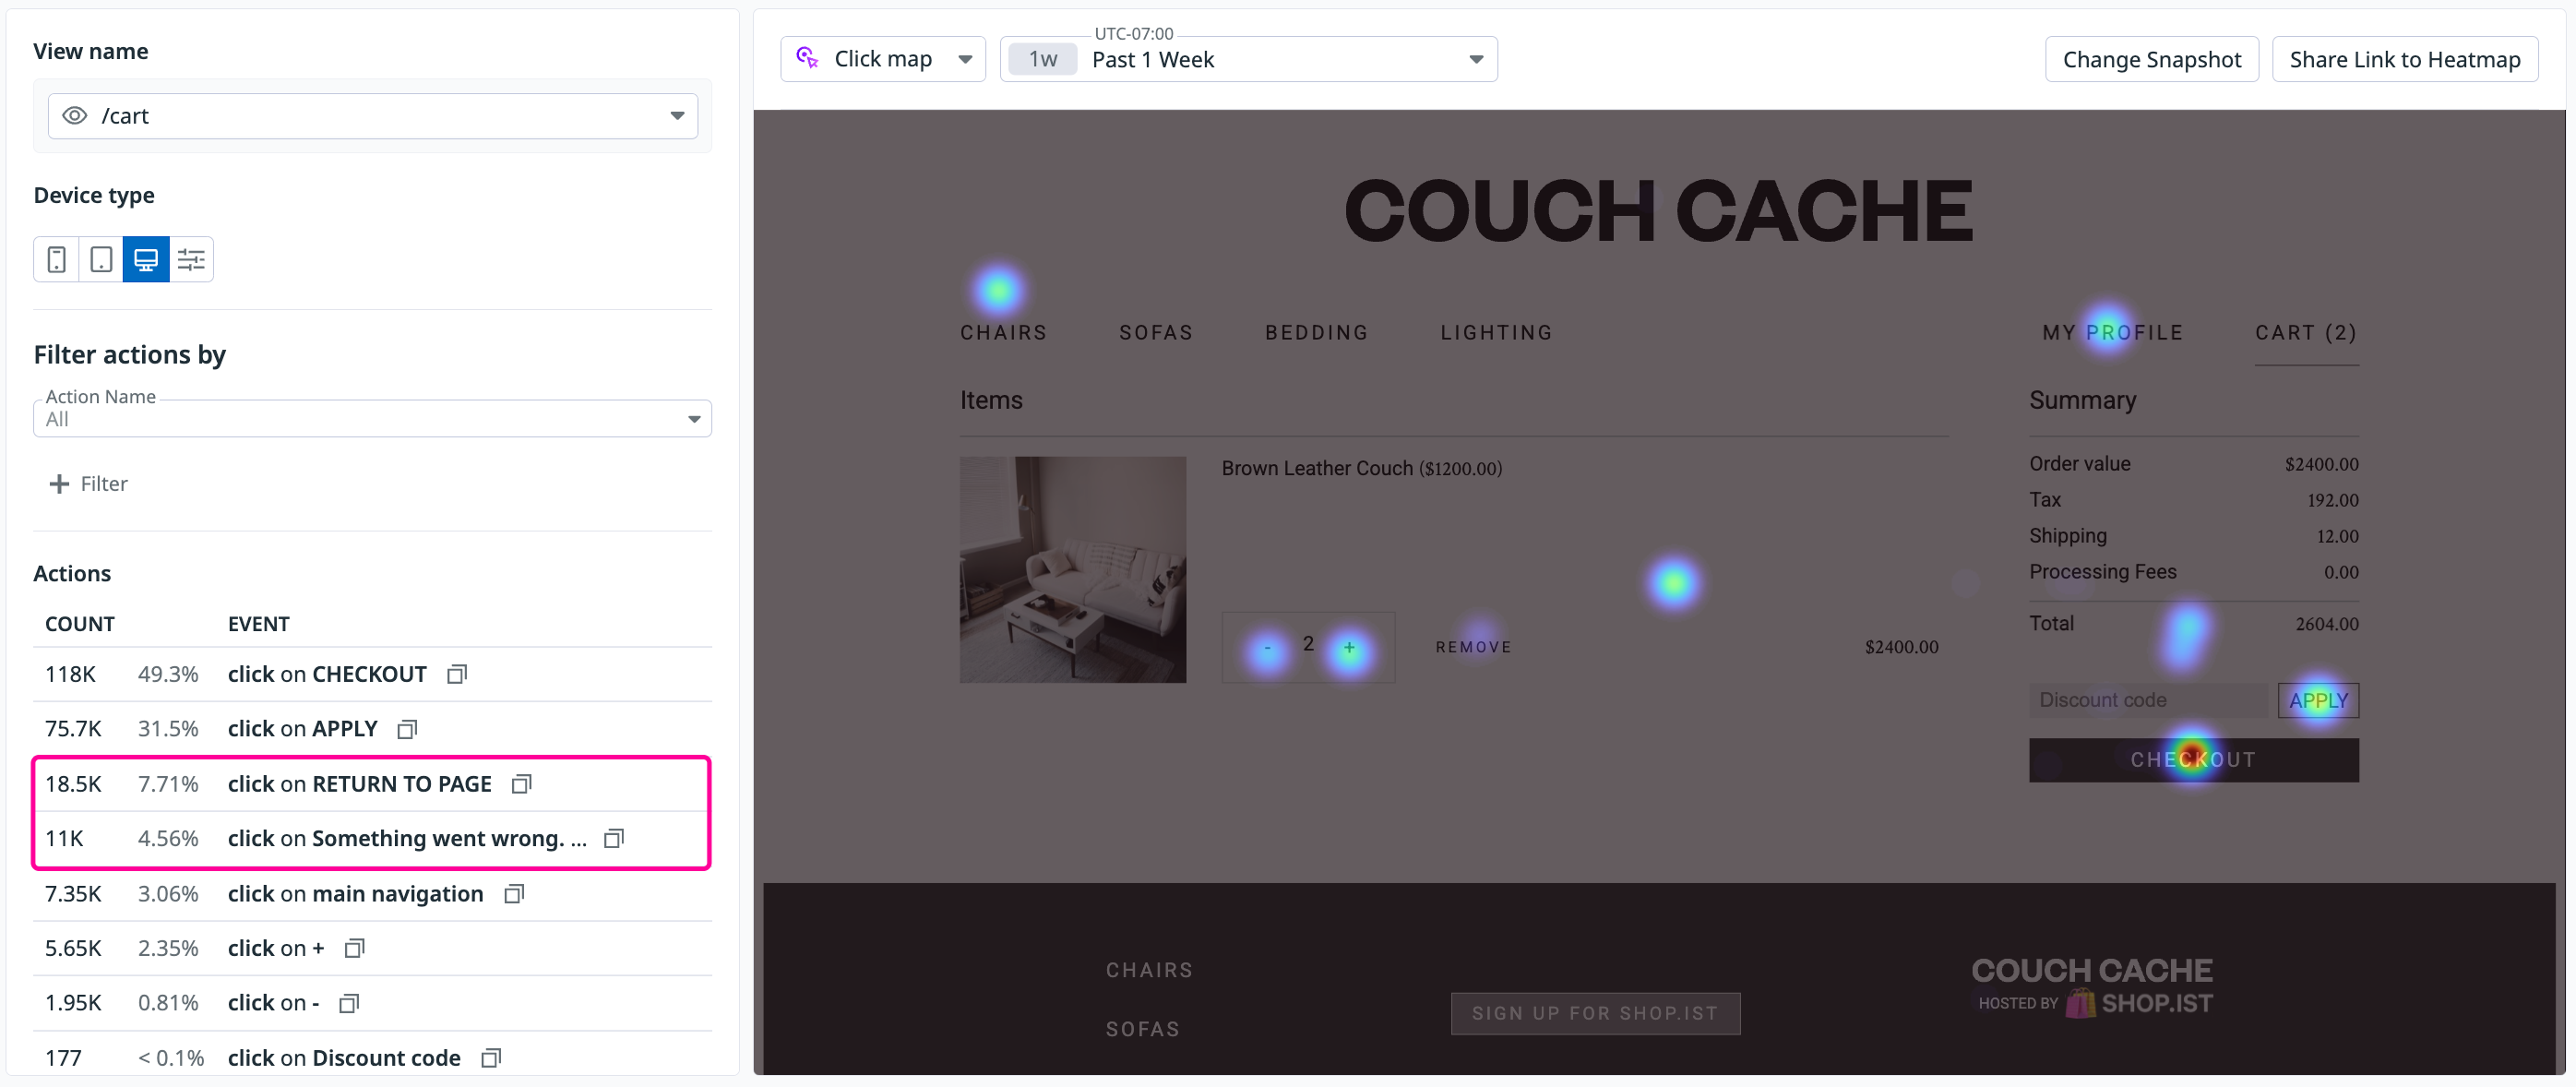 View name
/cart
Device type
Filter actions by
Action Name
All
Filter
Actions
COUNT EVENT
118K 49.3% click on CHECKOUT
75.7K 31.5% click on APPLY
18.5K 7.71% click on RETURN TO PAGE
11K 4.56% click on Something went wrong. ...
7.35K 3.06% click on main navigation
5.65K 2.35% click on +
1.95K 0.81% click on -
177 < 0.1% click on Discount code
Click map
UTC-07:00
1w Past 1 Week
Change Snapshot
Share Link to Heatmap
COUCH CACHE
CHAIRS SOFAS BEDDING LIGHTING MY PROFILE CART (2)
Items
Brown Leather Couch ($1200.00)
- 2 + REMOVE $2400.00
Summary
Order value $2400.00
Tax 192.00
Shipping 12.00
Processing Fees 0.00
Total 2604.00
Discount code APPLY
CHECKOUT
CHAIRS
SOFAS
SIGN UP FOR SHOP.IST
COUCH CACHE
HOSTED BY SHOP.IST